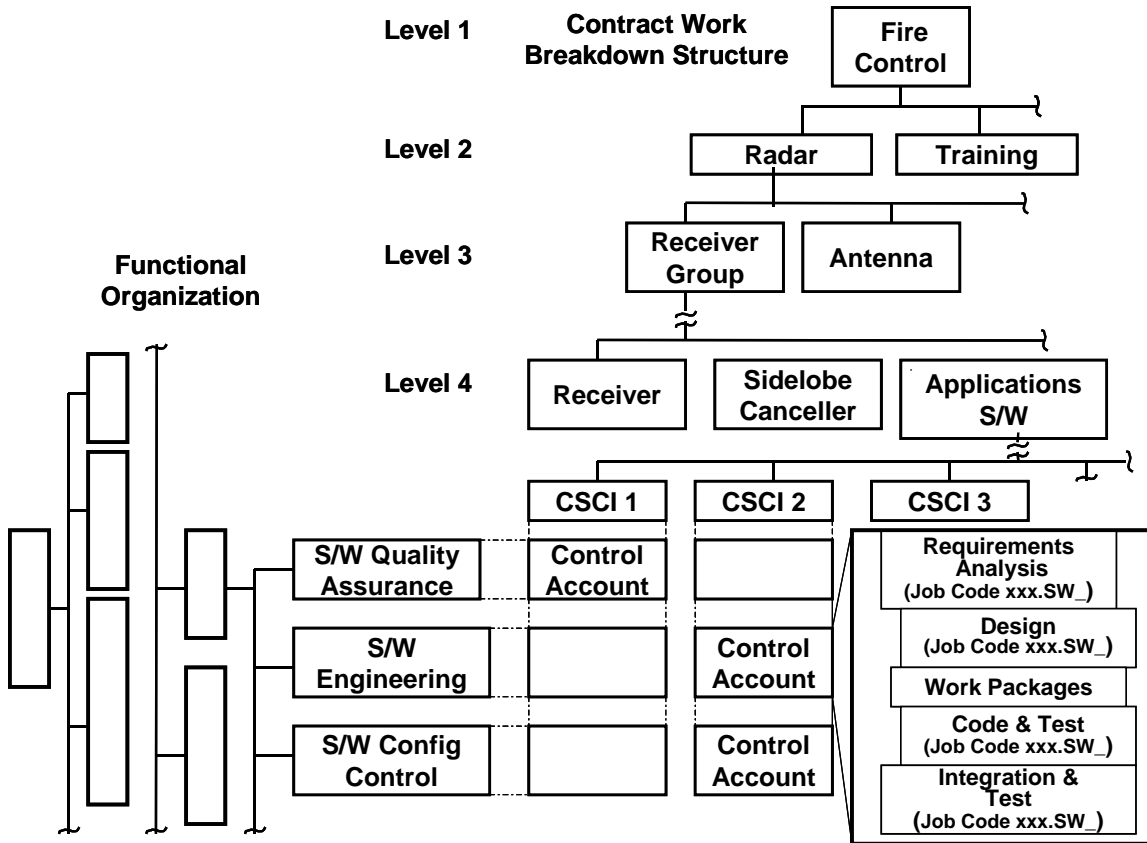 Level 1
Contract Work
Breakdown Structure
Fire
Control
Level 2
Radar
Training
Level 3
Receiver
Group
Antenna
Functional
Organization
Level 4
Receiver
Sidelobe
Canceller
Applications
S/W
CSCI 1
CSCI 2
CSCI 3
S/W Quality
Assurance
Control
Account
Requirements
Analysis
(Job Code xxx.SW_)
Design
(Job Code xxx.SW_)
S/W
Engineering
Control
Account
Work Packages
Code & Test
(Job Code xxx.SW_)
S/W Config
Control
Control
Account
Integration &
Test
(Job Code xxx.SW_)